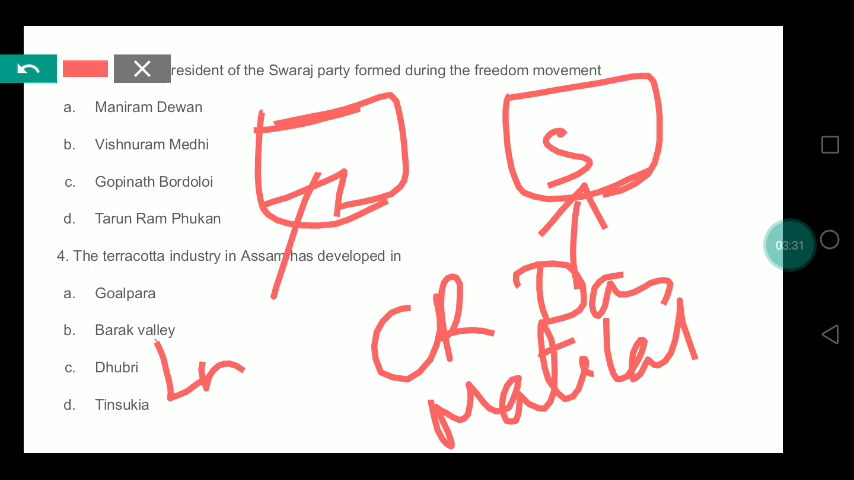 resident of the Swaraj party formed during the freedom movement
a. Maniram Dewan
b. Vishnuram Medhi
c. Gopinath Bordoloi
d. Tarun Ram Phukan
S
4. The terracotta industry in Assam has developed in
03:31
a. Goalpara
CR Das
b. Barak valley
c. Dhubri
d. Tinsukia